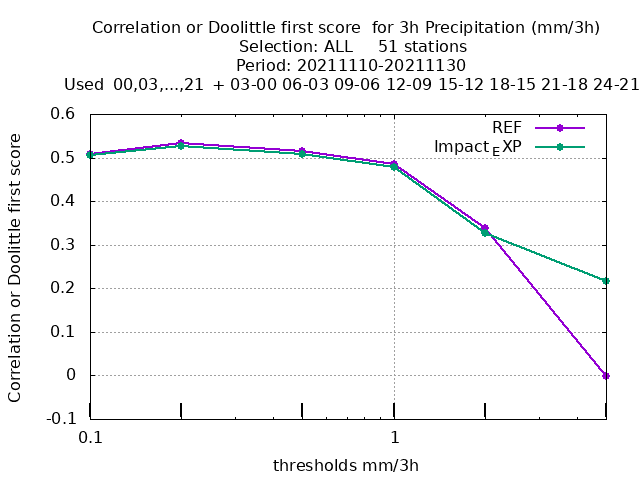 Correlation or Doolittle first score  for 3h Precipitation (mm/3h)
Selection: ALL     51 stations
Period: 20211110-20211130
Used  00,03,...,21  + 03-00 06-03 09-06 12-09 15-12 18-15 21-18 24-21
Correlation or Doolittle first score
0.6
0.5
0.4
0.3
0.2
0.1
0
-0.1
REF
Impact_EXP
0.1
1
thresholds mm/3h